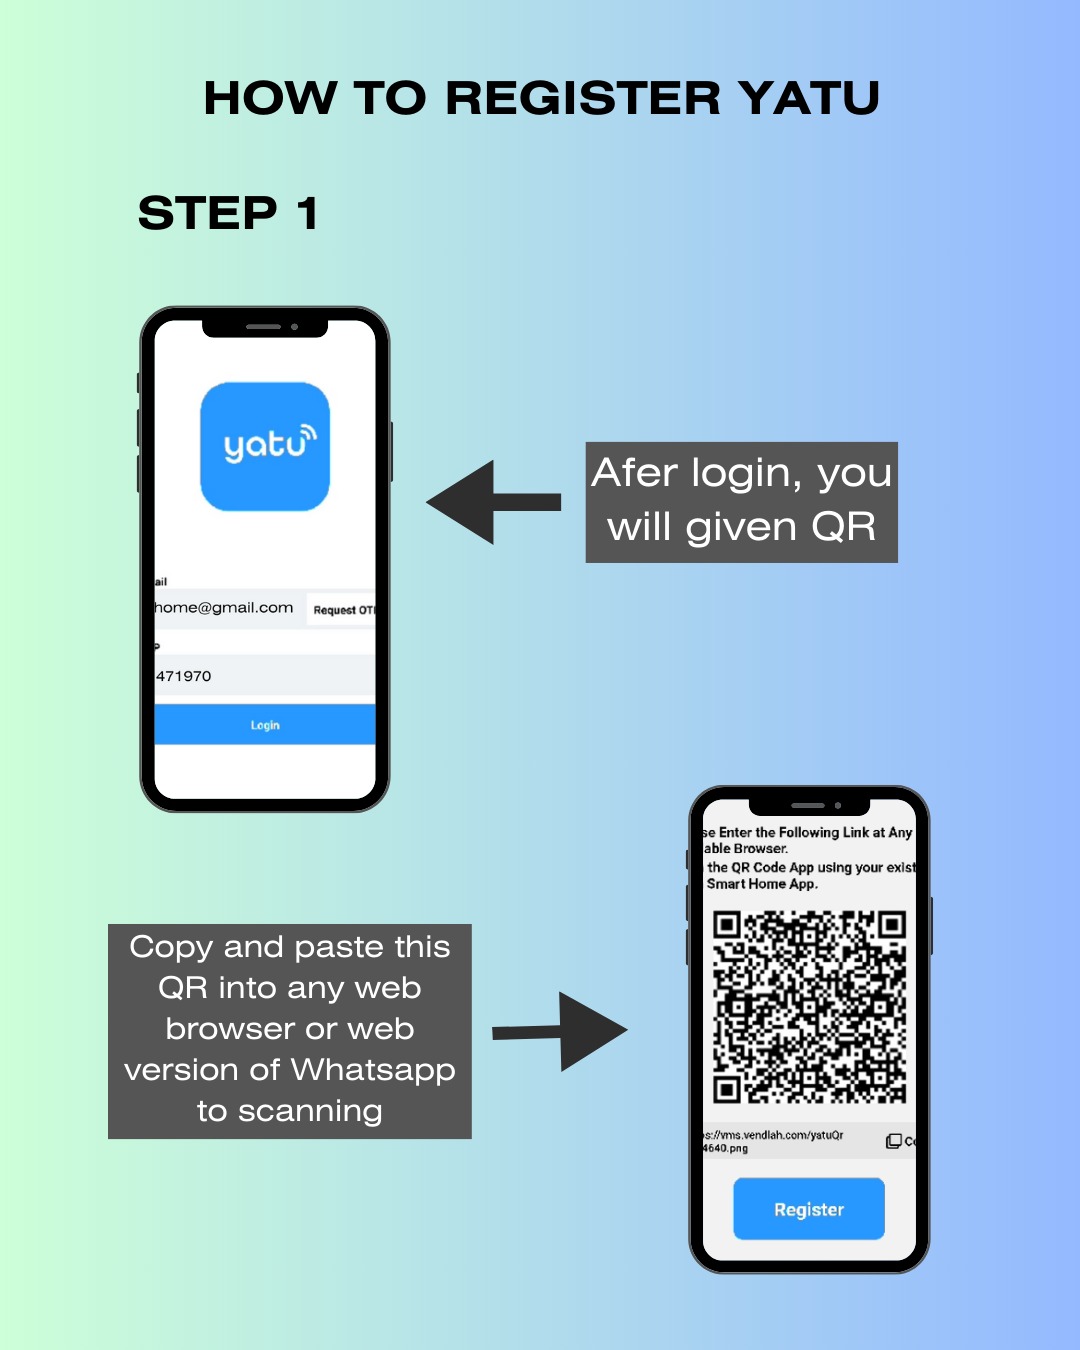 HOW TO REGISTER YATU
STEP 1
yatu
ail
home@gmail.com
Request OT
P
471970
Login
Afer login, you
will given QR
Copy and paste this
QR into any web
browser or web
version of Whatsapp
to scanning
se Enter the Following Link at Any
able Browser.
the QR Code App using your exist
Smart Home App.
s://vms.vendlah.com/yatuQr
4640.png
Co
Register